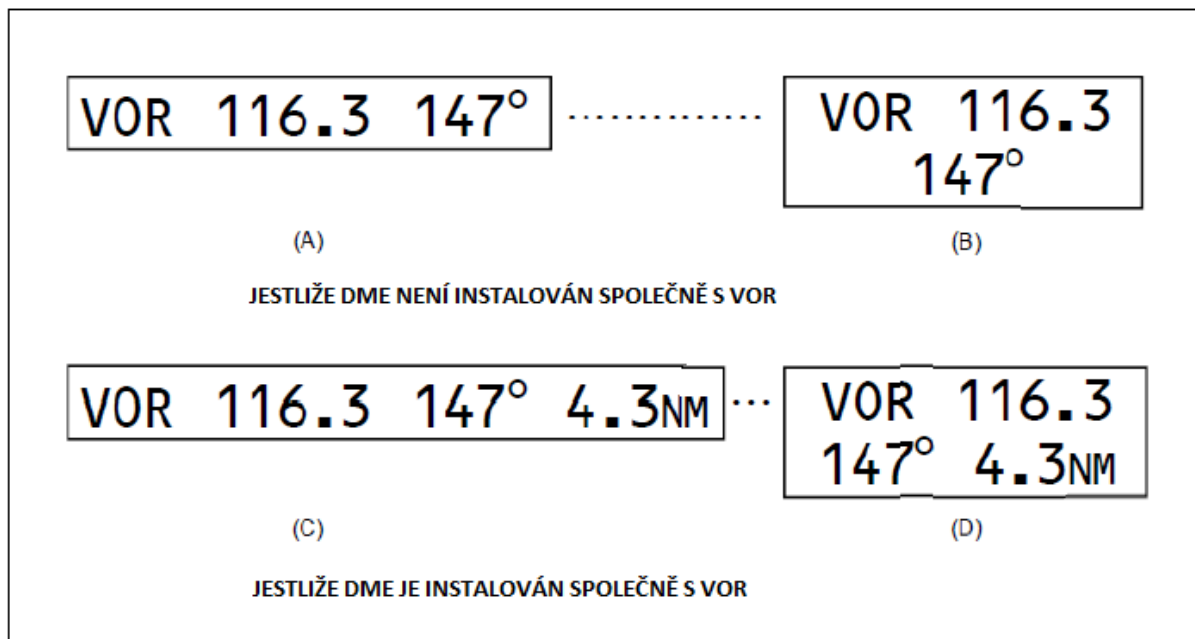 VOR 116.3 147°
VOR 116.3
147°
(A)
(B)
JESTLIŽE DME NENÍ INSTALOVÁN SPOLEČNĚ S VOR
VOR 116.3 147° 4.3NM
VOR 116.3
147° 4.3NM
(C)
(D)
JESTLIŽE DME JE INSTALOVÁN SPOLEČNĚ S VOR